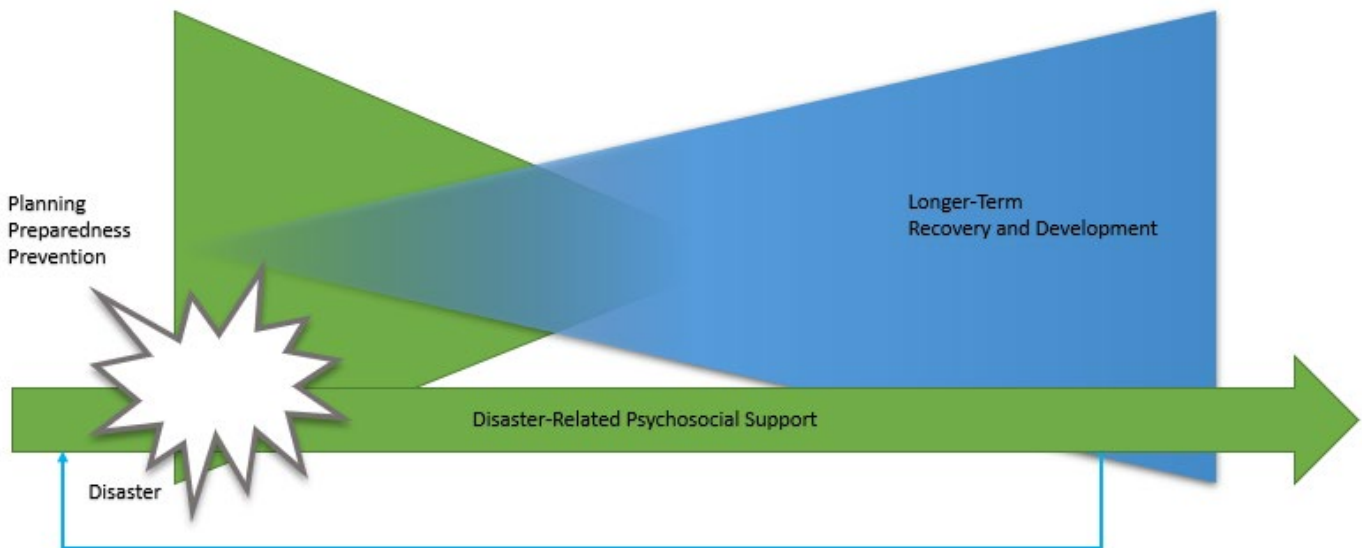 Planning
Preparedness
Prevention
Longer-Term
Recovery and Development
Disaster-Related Psychosocial Support
Disaster